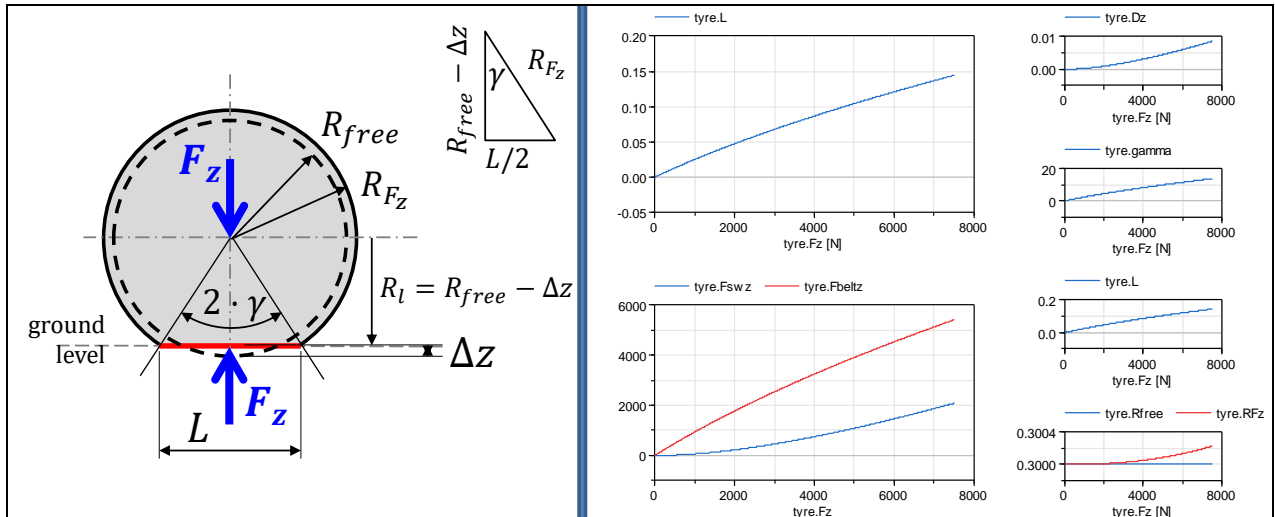 R_free − Δz
γ
R_{F_z}
L/2
R_free
F_z
R_{F_z}
R_l = R_free − Δz
2 · γ
ground
level
Δz
F_z
L
tyre.L
0.20
0.15
0.10
0.05
0.00
-0.05
0 2000 4000 6000 8000
tyre.Fz [N]
tyre.Fswz tyre.Fbeltz
6000
4000
2000
0
0 2000 4000 6000 8000
tyre.Fz
tyre.Dz
0.01
0.00
0 4000 8000
tyre.Fz [N]
tyre.gamma
20
0
0 4000 8000
tyre.Fz [N]
tyre.L
0.2
0.0
0 4000 8000
tyre.Fz [N]
tyre.Rfree tyre.RFz
0.3004
0.3000
0 4000 8000
tyre.Fz [N]